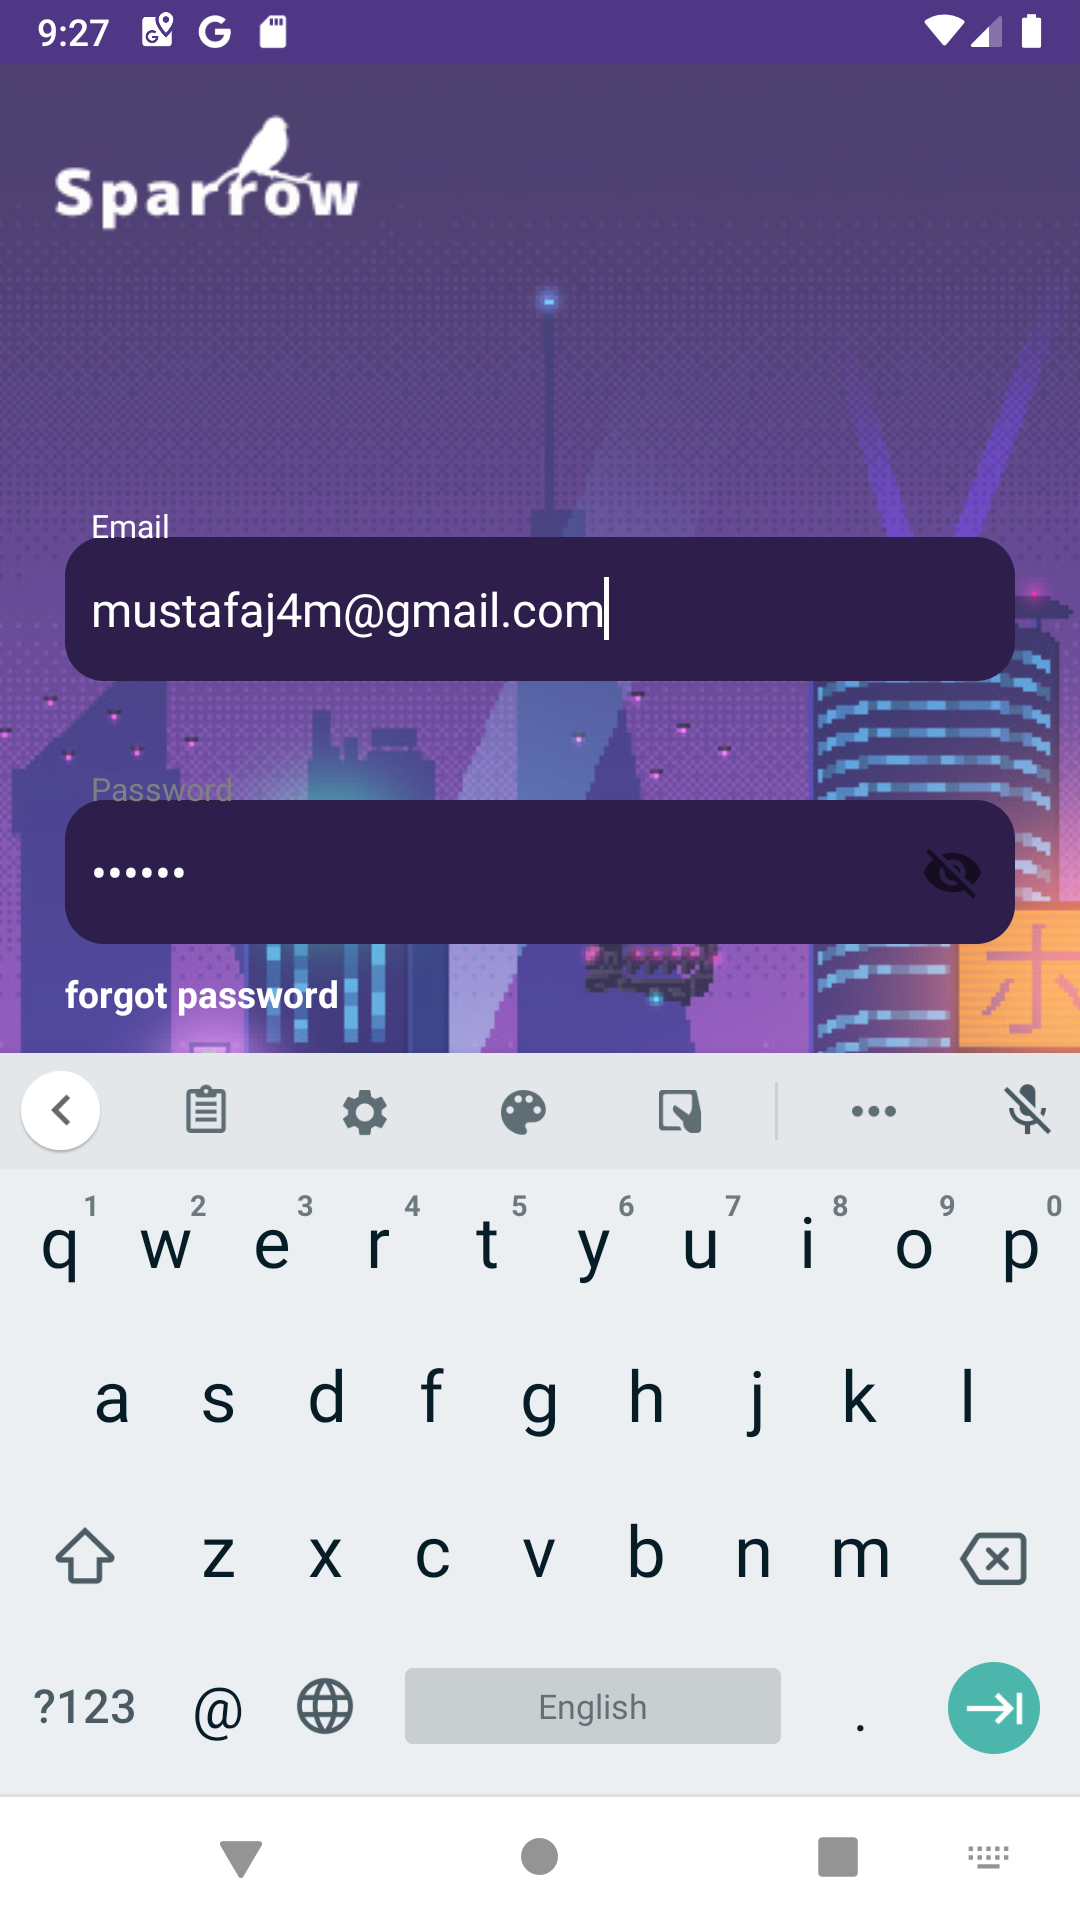 9:27
Sparrow
Email
mustafaj4m@gmail.com
Password
••••••
ホ
forgot password
1 2 3 4 5 6 7 8 9 0
q w e r t y u i o p
a s d f g h j k l
z x c v b n m
?123 @ English .